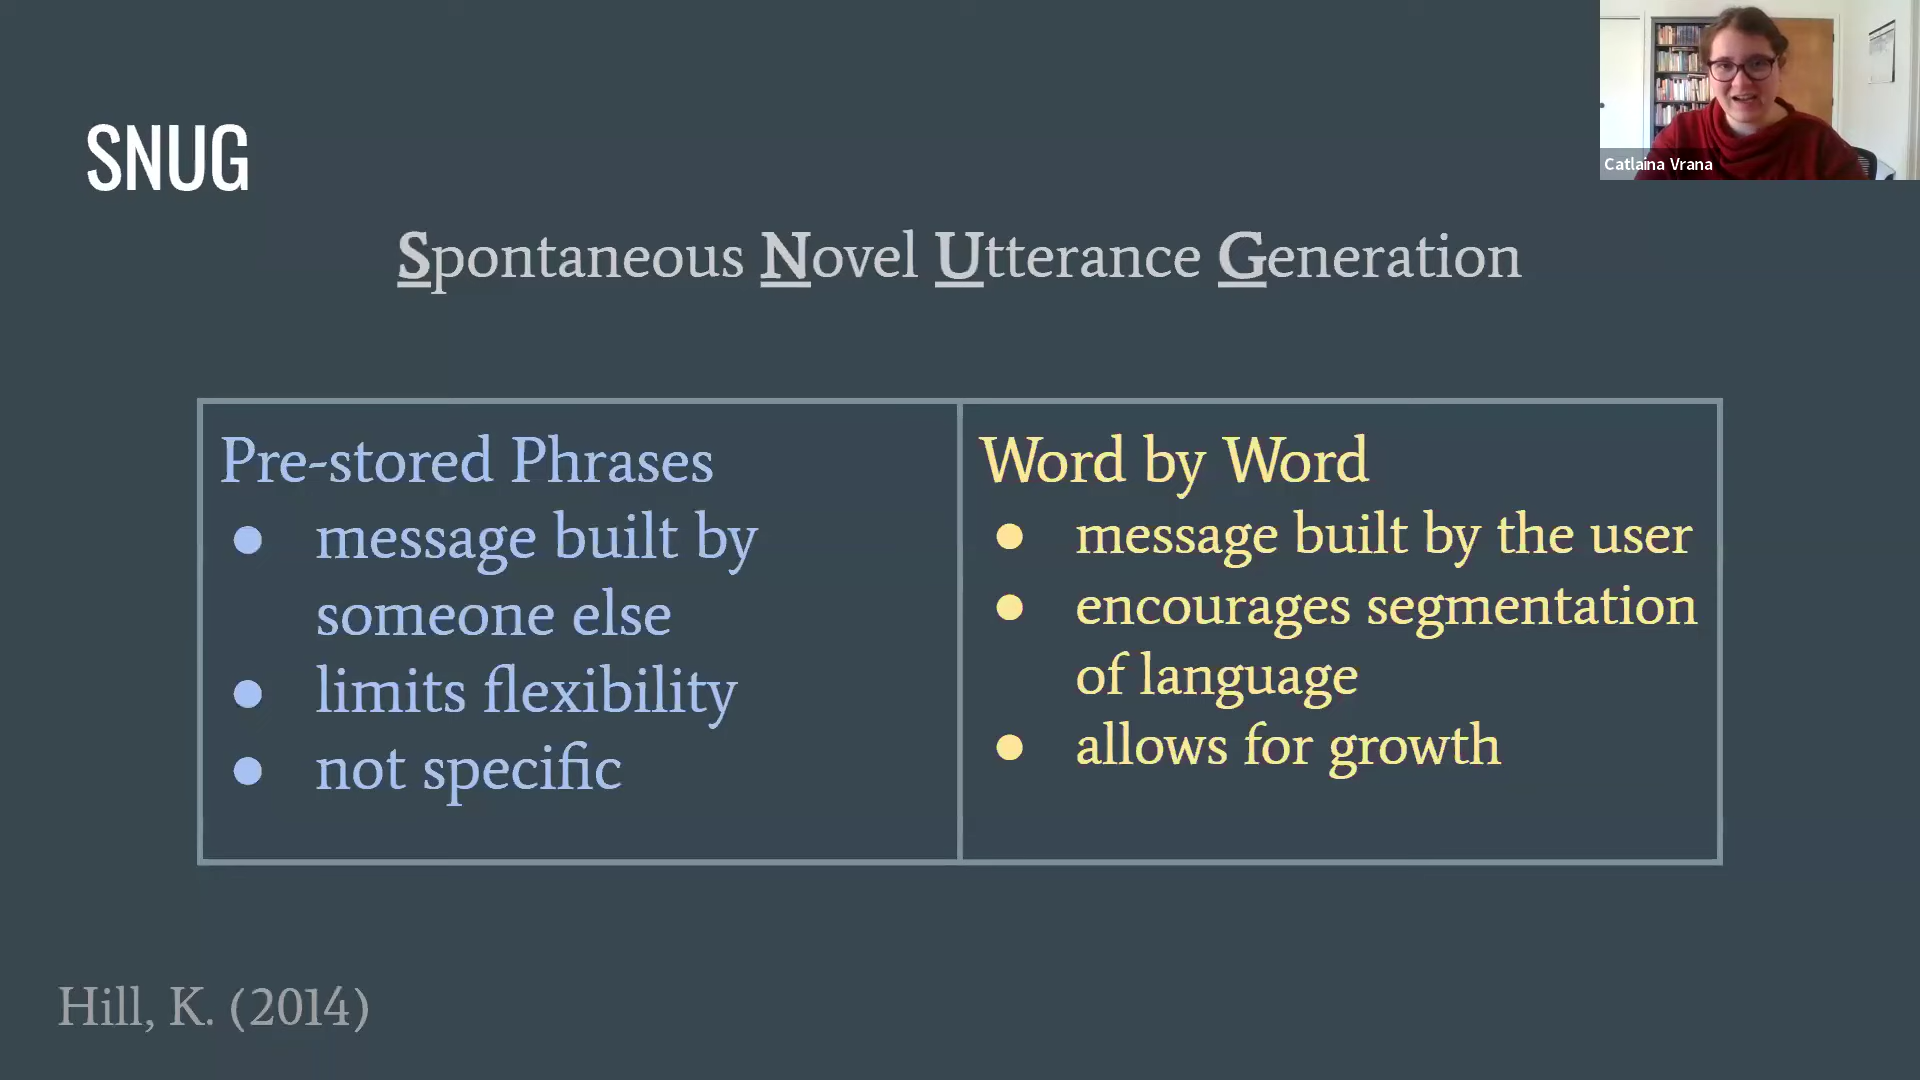 SNUG
Spontaneous Novel Utterance Generation
Pre-stored Phrases
● message built by
someone else
● limits flexibility
● not specific
Word by Word
● message built by the user
● encourages segmentation
of language
● allows for growth
Hill, K. (2014)
Catlaina Vrana